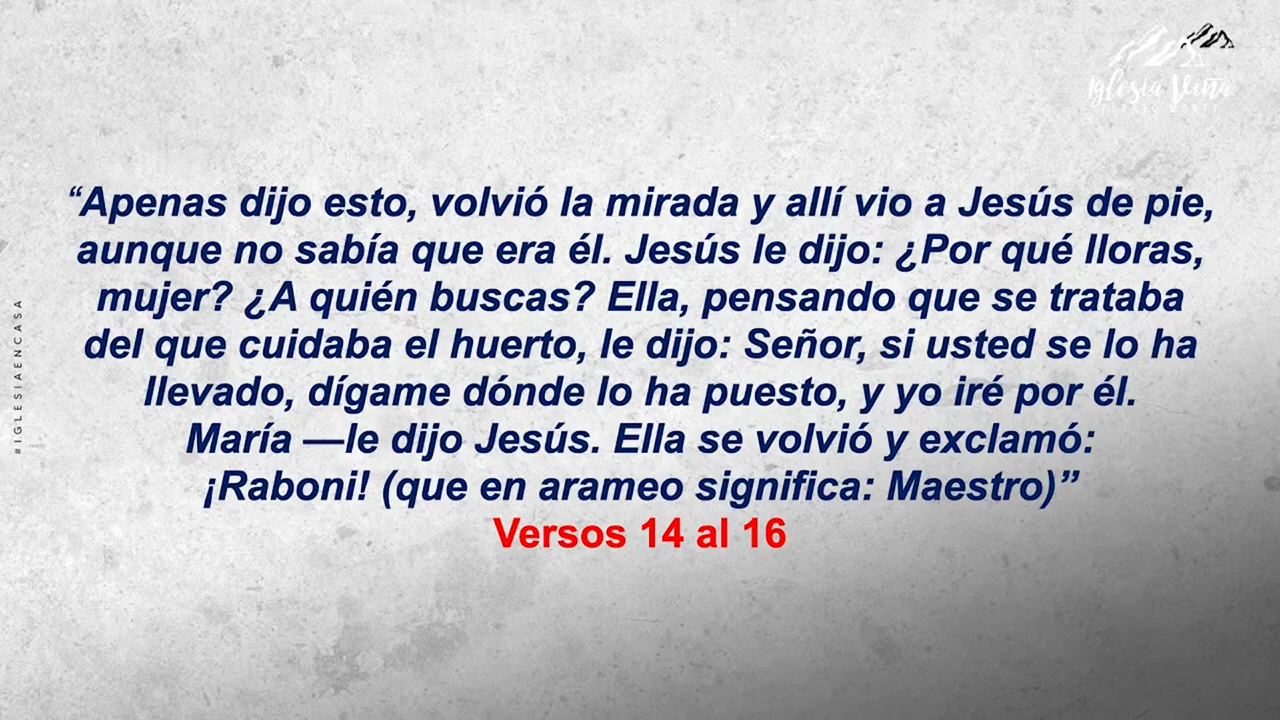 Iglesia Viña
#IGLESIAENCASA
“Apenas dijo esto, volvió la mirada y allí vio a Jesús de pie,
aunque no sabía que era él. Jesús le dijo: ¿Por qué lloras,
mujer? ¿A quién buscas? Ella, pensando que se trataba
del que cuidaba el huerto, le dijo: Señor, si usted se lo ha
llevado, dígame dónde lo ha puesto, y yo iré por él.
María —le dijo Jesús. Ella se volvió y exclamó:
¡Raboni! (que en arameo significa: Maestro)”
Versos 14 al 16